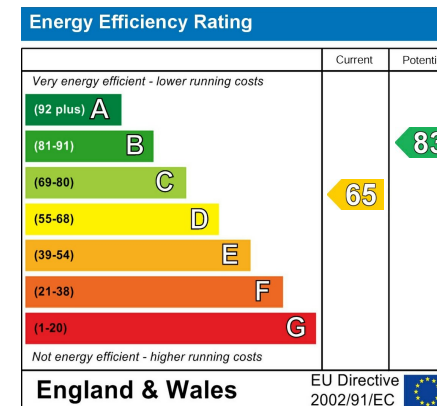 Energy Efficiency Rating
Current Potenti
Very energy efficient - lower running costs
(92 plus) A
(81-91) B
83
(69-80) C
65
(55-68) D
(39-54) E
(21-38) F
(1-20) G
Not energy efficient - higher running costs
England & Wales
EU Directive
2002/91/EC